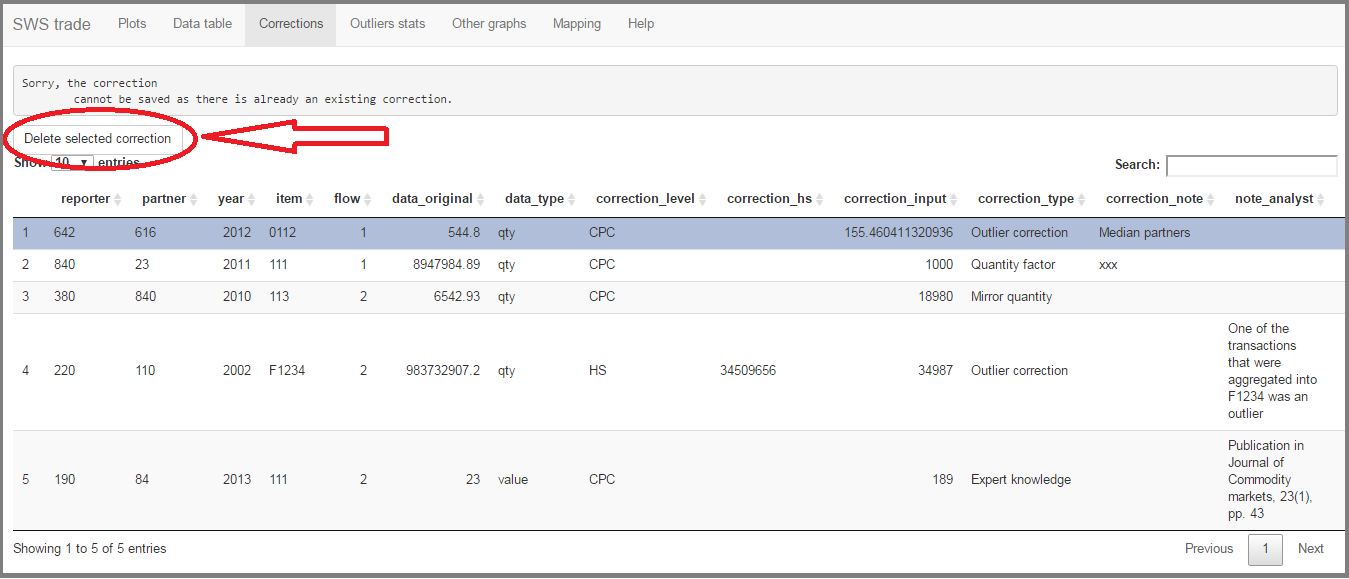 SWS trade Plots Data table Corrections Outliers stats Other graphs Mapping Help
Sorry, the correction
cannot be saved as there is already an existing correction.
Delete selected correction
Show 10 entries
Search:
reporter partner year item flow data_original data_type correction_level correction_hs correction_input correction_type correction_note note_analyst
1 642 616 2012 0112 1 544.8 qty CPC 155.460411320936 Outlier correction Median partners
2 840 23 2011 111 1 8947984.89 qty CPC 1000 Quantity factor xxx
3 380 840 2010 113 2 6542.93 qty CPC 18980 Mirror quantity
4 220 110 2002 F1234 2 983732907.2 qty HS 34509656 34987 Outlier correction
One of the
transactions
that were
aggregated into
F1234 was an
outlier
5 190 84 2013 111 2 23 value CPC 189 Expert knowledge
Publication in
Journal of
Commodity
markets, 23(1),
pp. 43
Showing 1 to 5 of 5 entries
Previous 1 Next